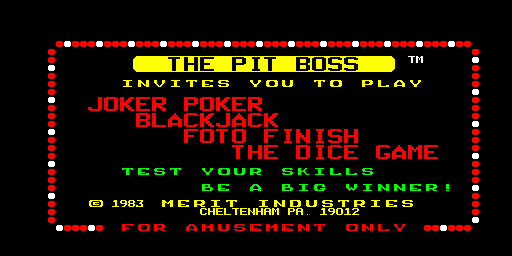 THE PIT BOSS ™
INVITES YOU TO PLAY
JOKER POKER
BLACKJACK
FOTO FINISH
THE DICE GAME
TEST YOUR SKILLS
BE A BIG WINNER!
© 1983 MERIT INDUSTRIES
CHELTENHAM PA. 19012
FOR AMUSEMENT ONLY